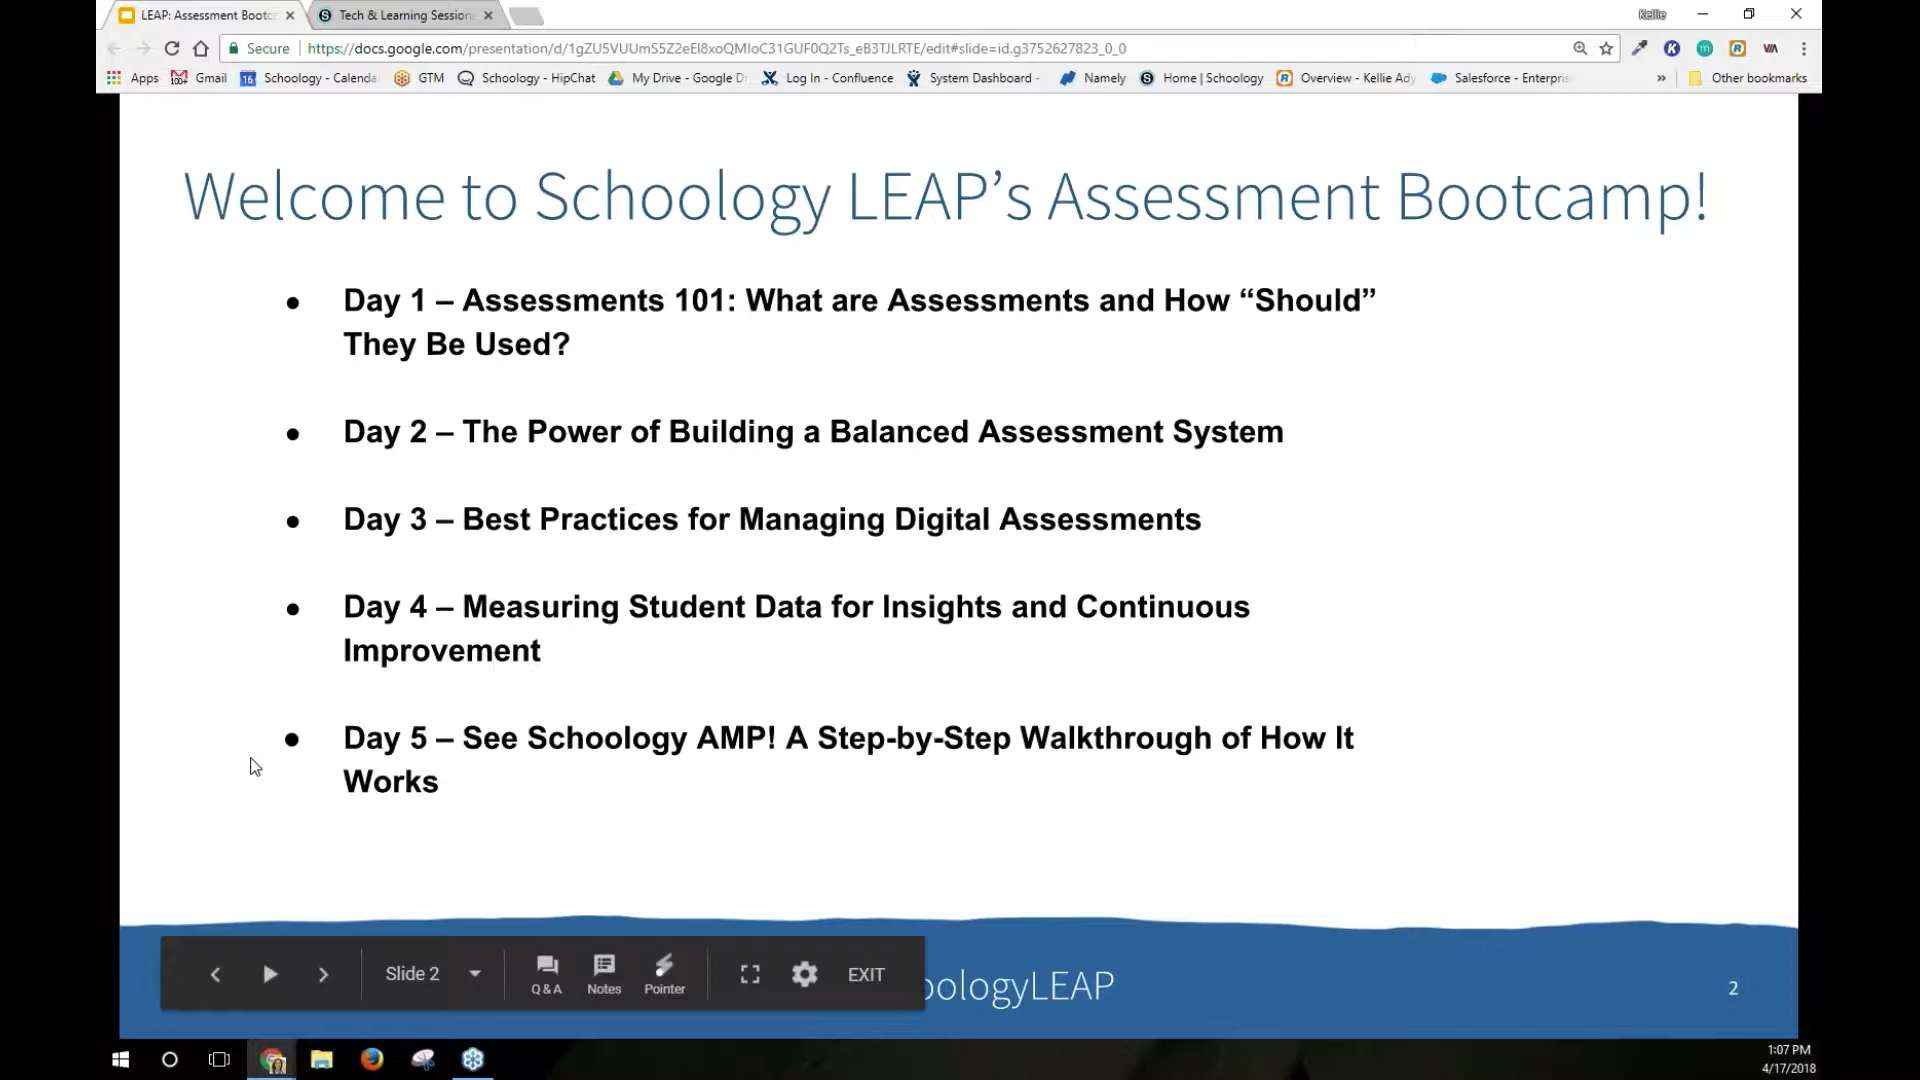 LEAP: Assessment Bootc
Tech & Learning Session
Kellie
Secure
https://docs.google.com/presentation/d/1gZU5VUUmS5Z2eEl8xoQMIoC31GUF0Q2Ts_eB3TJLRTE/edit#slide=id.g3752627823_0_0
VIA
Apps
100+
Gmail
16
Schoology - Calenda
GTM
Schoology - HipChat
My Drive - Google D
Log In - Confluence
System Dashboard -
Namely
Home | Schoology
Overview - Kellie Ady
Salesforce - Enterpris
»
Other bookmarks
Welcome to Schoology LEAP’s Assessment Bootcamp!
● Day 1 – Assessments 101: What are Assessments and How “Should”
They Be Used?
● Day 2 – The Power of Building a Balanced Assessment System
● Day 3 – Best Practices for Managing Digital Assessments
● Day 4 – Measuring Student Data for Insights and Continuous
Improvement
● Day 5 – See Schoology AMP! A Step-by-Step Walkthrough of How It
Works
Slide 2
Q & A
Notes
Pointer
EXIT
oologyLEAP
2
1:07 PM
4/17/2018